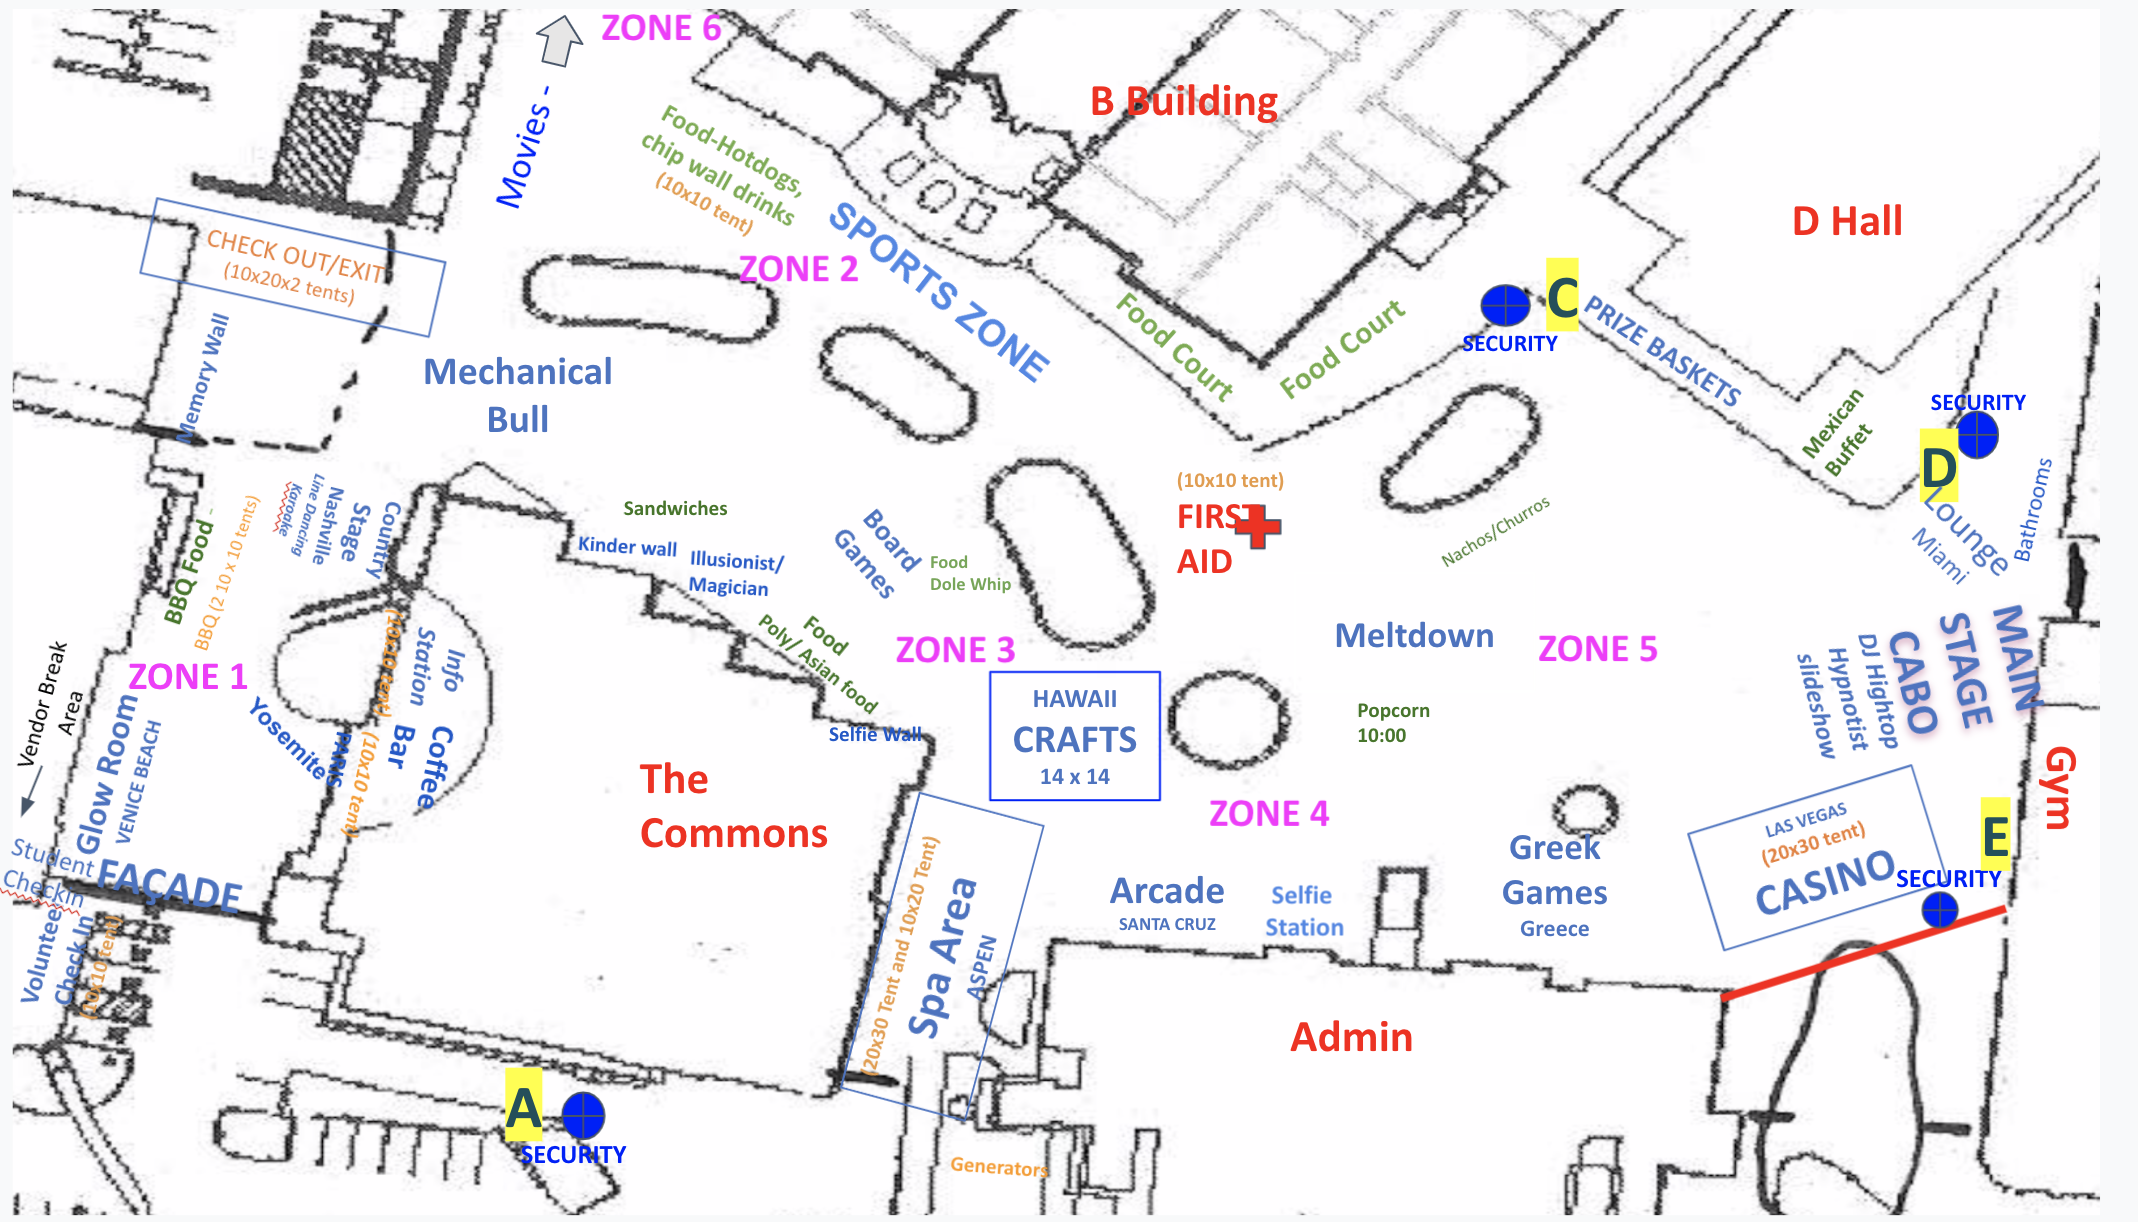 ZONE 6
Movies -
B Building
Food-Hotdogs,
chip wall drinks
(10x10 tent)
D Hall
CHECK OUT/EXIT
(10x20x2 tents)
SPORTS ZONE
ZONE 2
C
SECURITY
PRIZE BASKETS
Food Court
Food Court
Memory Wall
Mechanical
Bull
Mexican
Buffet
SECURITY
D
Lounge
Miami
Bathrooms
Country
Stage
Nashville
Line Dancing
Karoake
BBQ Food -
BBQ (2 10 x 10 tents)
Sandwiches
Kinder wall
Illusionist/
Magician
Board
Games
Food
Dole Whip
(10x10 tent)
FIRST
AID
Nachos/Churros
Food
Poly/ Asian food
Selfie Wall
ZONE 3
Meltdown
ZONE 5
MAIN
STAGE
CABO
DJ Hightop
Hypnotist
slideshow
ZONE 1
Info
Station
(10x10 tent)
Yosemite
PARIS
Coffee
Bar
(10x10 tent)
Vendor Break
Area
Glow Room
VENICE BEACH
The
Commons
HAWAII
CRAFTS
14 x 14
Popcorn
10:00
Gym
ZONE 4
LAS VEGAS
(20x30 tent)
CASINO
E
SECURITY
Student
Checkin
FAÇADE
Volunteer
Check In
(10x10 tent)
(20x30 Tent and 10x20 Tent)
Spa Area
ASPEN
Arcade
SANTA CRUZ
Selfie
Station
Greek
Games
Greece
Admin
A
SECURITY
Generators